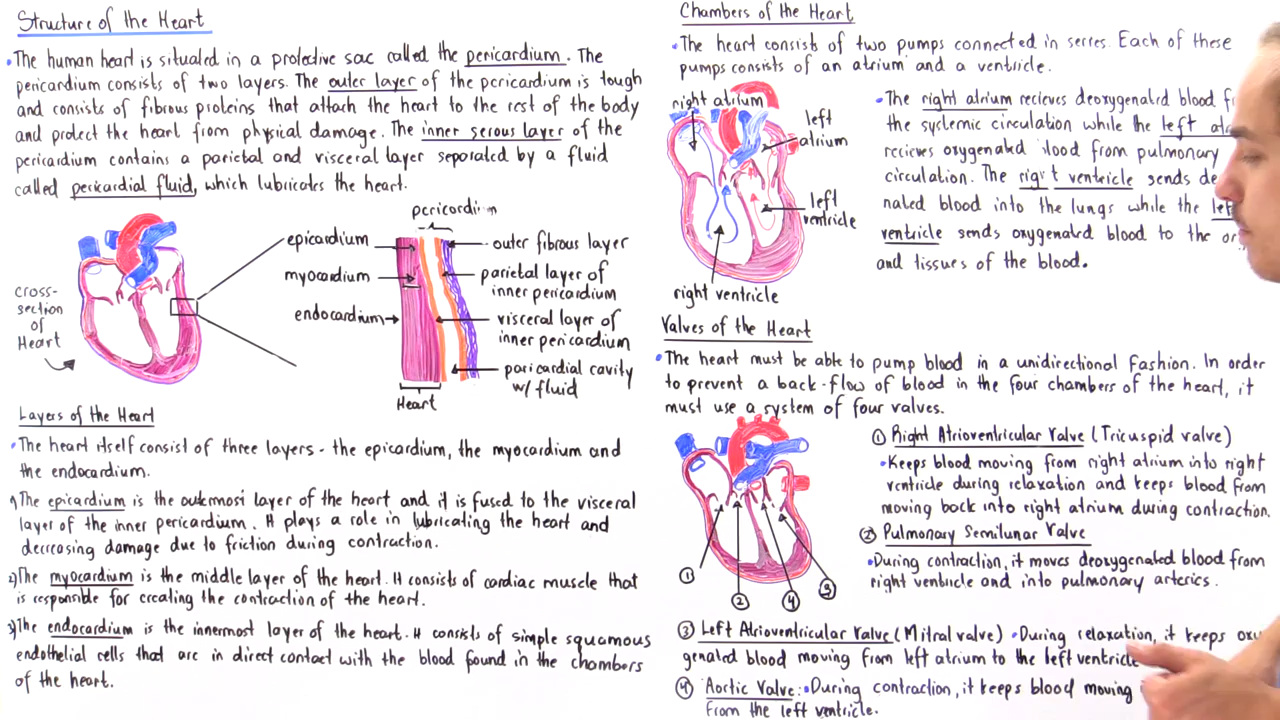 Structure of the Heart
• The human heart is situated in a protective sac called the pericardium. The
pericardium consists of two layers. The outer layer of the pericardium is tough
and consists of fibrous proteins that attach the heart to the rest of the body
and protect the heart from physical damage. The inner serous layer of the
pericardium contains a parietal and visceral layer separated by a fluid
called pericardial fluid, which lubricates the heart.
cross-
section
of
Heart
pericardium
epicardium
myocardium
endocardium
outer fibrous layer
parietal layer of
inner pericardium
visceral layer of
inner pericardium
pericardial cavity
w/ fluid
Heart
Layers of the Heart
• The heart itself consist of three layers - the epicardium, the myocardium and
the endocardium.
1) The epicardium is the outermost layer of the heart and it is fused to the visceral
layer of the inner pericardium. It plays a role in lubricating the heart and
decreasing damage due to friction during contraction.
2) The myocardium is the middle layer of the heart. It consists of cardiac muscle that
is responsible for creating the contraction of the heart.
3) The endocardium is the innermost layer of the heart. It consists of simple squamous
endothelial cells that are in direct contact with the blood found in the chambers
of the heart.
Chambers of the Heart
• The heart consists of two pumps connected in series. Each of these
pumps consists of an atrium and a ventricle.
right atrium
left
atrium
left
ventricle
right ventricle
• The right atrium recieves deoxygenated blood
the systemic circulation while the left
recieves oxygenated blood from pulmonary
circulation. The right ventricle sends
nated blood into the lungs while the left
ventricle sends oxygenated blood to the
and tissues of the blood.
Valves of the Heart
• The heart must be able to pump blood in a unidirectional fashion. In order
to prevent a back-flow of blood in the four chambers of the heart, it
must use a system of four valves.
1
2
4
3
① Right Atrioventricular Valve (Tricuspid valve)
• Keeps blood moving from right atrium into right
ventricle during relaxation and keeps blood from
moving back into right atrium during contraction.
② Pulmonary Semilunar Valve
• During contraction, it moves deoxygenated blood from
right ventricle and into pulmonary arteries.
③ Left Atrioventricular Valve (Mitral valve) • During relaxation, it keeps oxy
genated blood moving from left atrium to the left ventricle
④ Aortic Valve: • During contraction, it keeps blood moving
from the left ventricle.